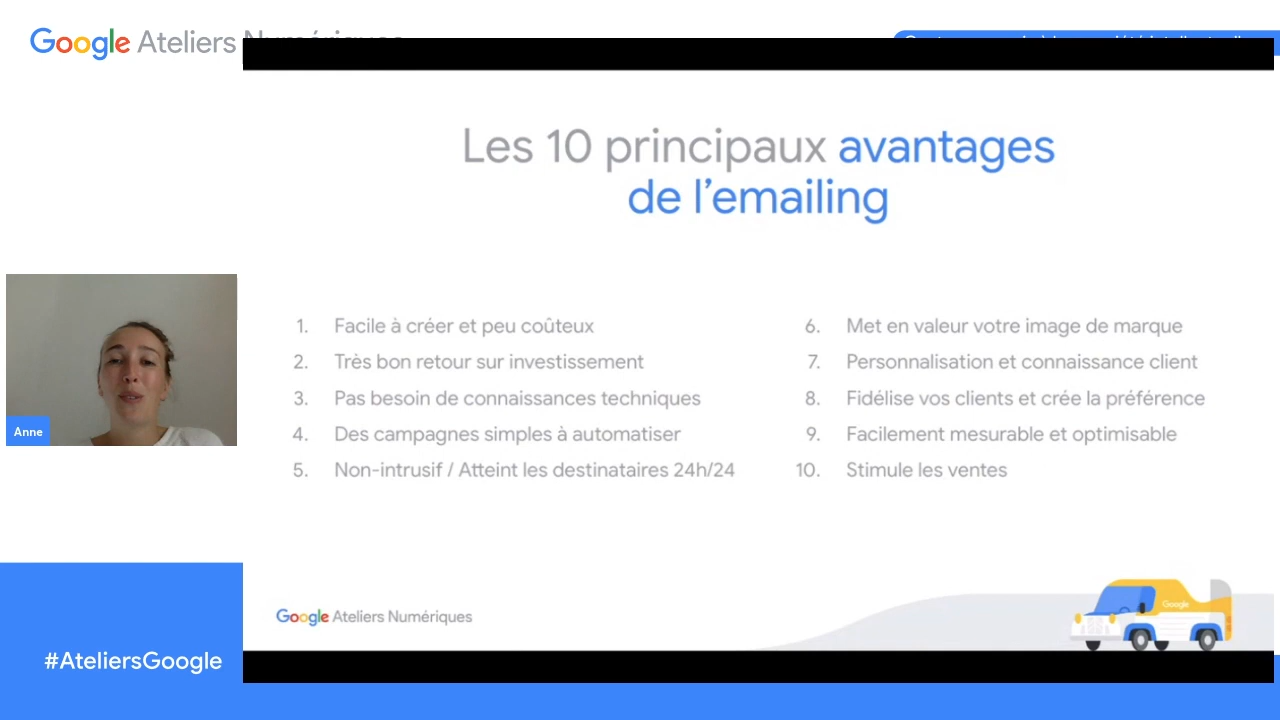 Google Ateliers
Les 10 principaux avantages
de l'emailing
1. Facile à créer et peu coûteux
2. Très bon retour sur investissement
3. Pas besoin de connaissances techniques
4. Des campagnes simples à automatiser
5. Non-intrusif / Atteint les destinataires 24h/24
6. Met en valeur votre image de marque
7. Personnalisation et connaissance client
8. Fidélise vos clients et crée la préférence
9. Facilement mesurable et optimisable
10. Stimule les ventes
Anne
Google Ateliers Numériques
Google
#AteliersGoogle